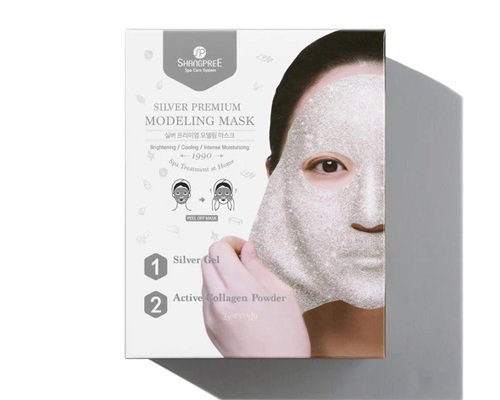 SP
SHANGPREE
Spa Care System
SILVER PREMIUM
MODELING MASK
실버 프리미엄 모델링 마스크
Brightening / Cooling / Intense Moisturizing
1990
Spa Treatment at Home
PEEL-OFF MASK
1 Silver Gel
2 Active Collagen Powder